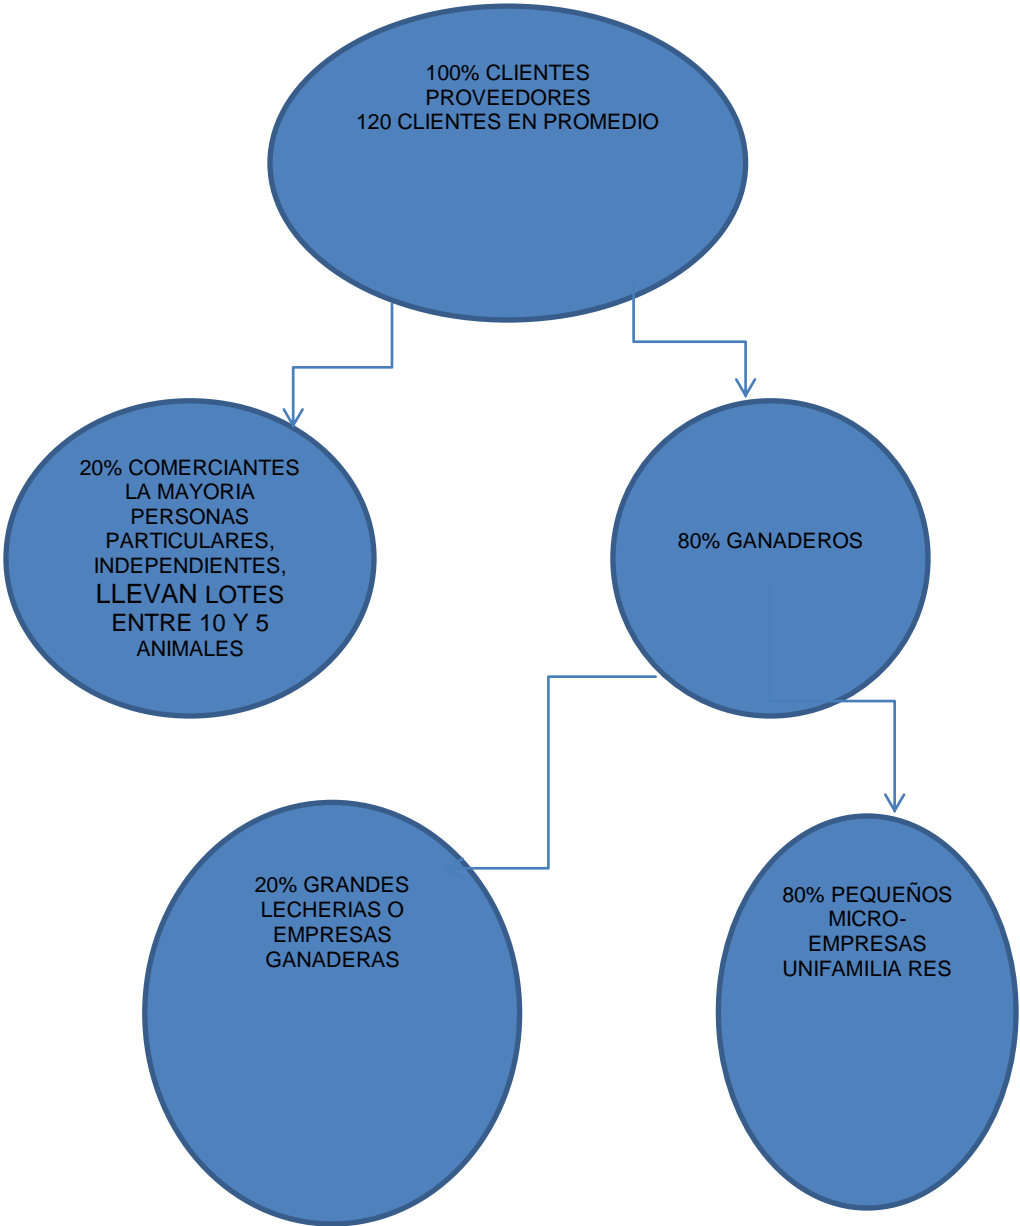 100% CLIENTES
PROVEEDORES
120 CLIENTES EN PROMEDIO
20% COMERCIANTES
LA MAYORIA
PERSONAS
PARTICULARES,
INDEPENDIENTES,
LLEVAN LOTES
ENTRE 10 Y 5
ANIMALES
80% GANADEROS
20% GRANDES
LECHERIAS O
EMPRESAS
GANADERAS
80% PEQUEÑOS
MICRO-
EMPRESAS
UNIFAMILIA RES